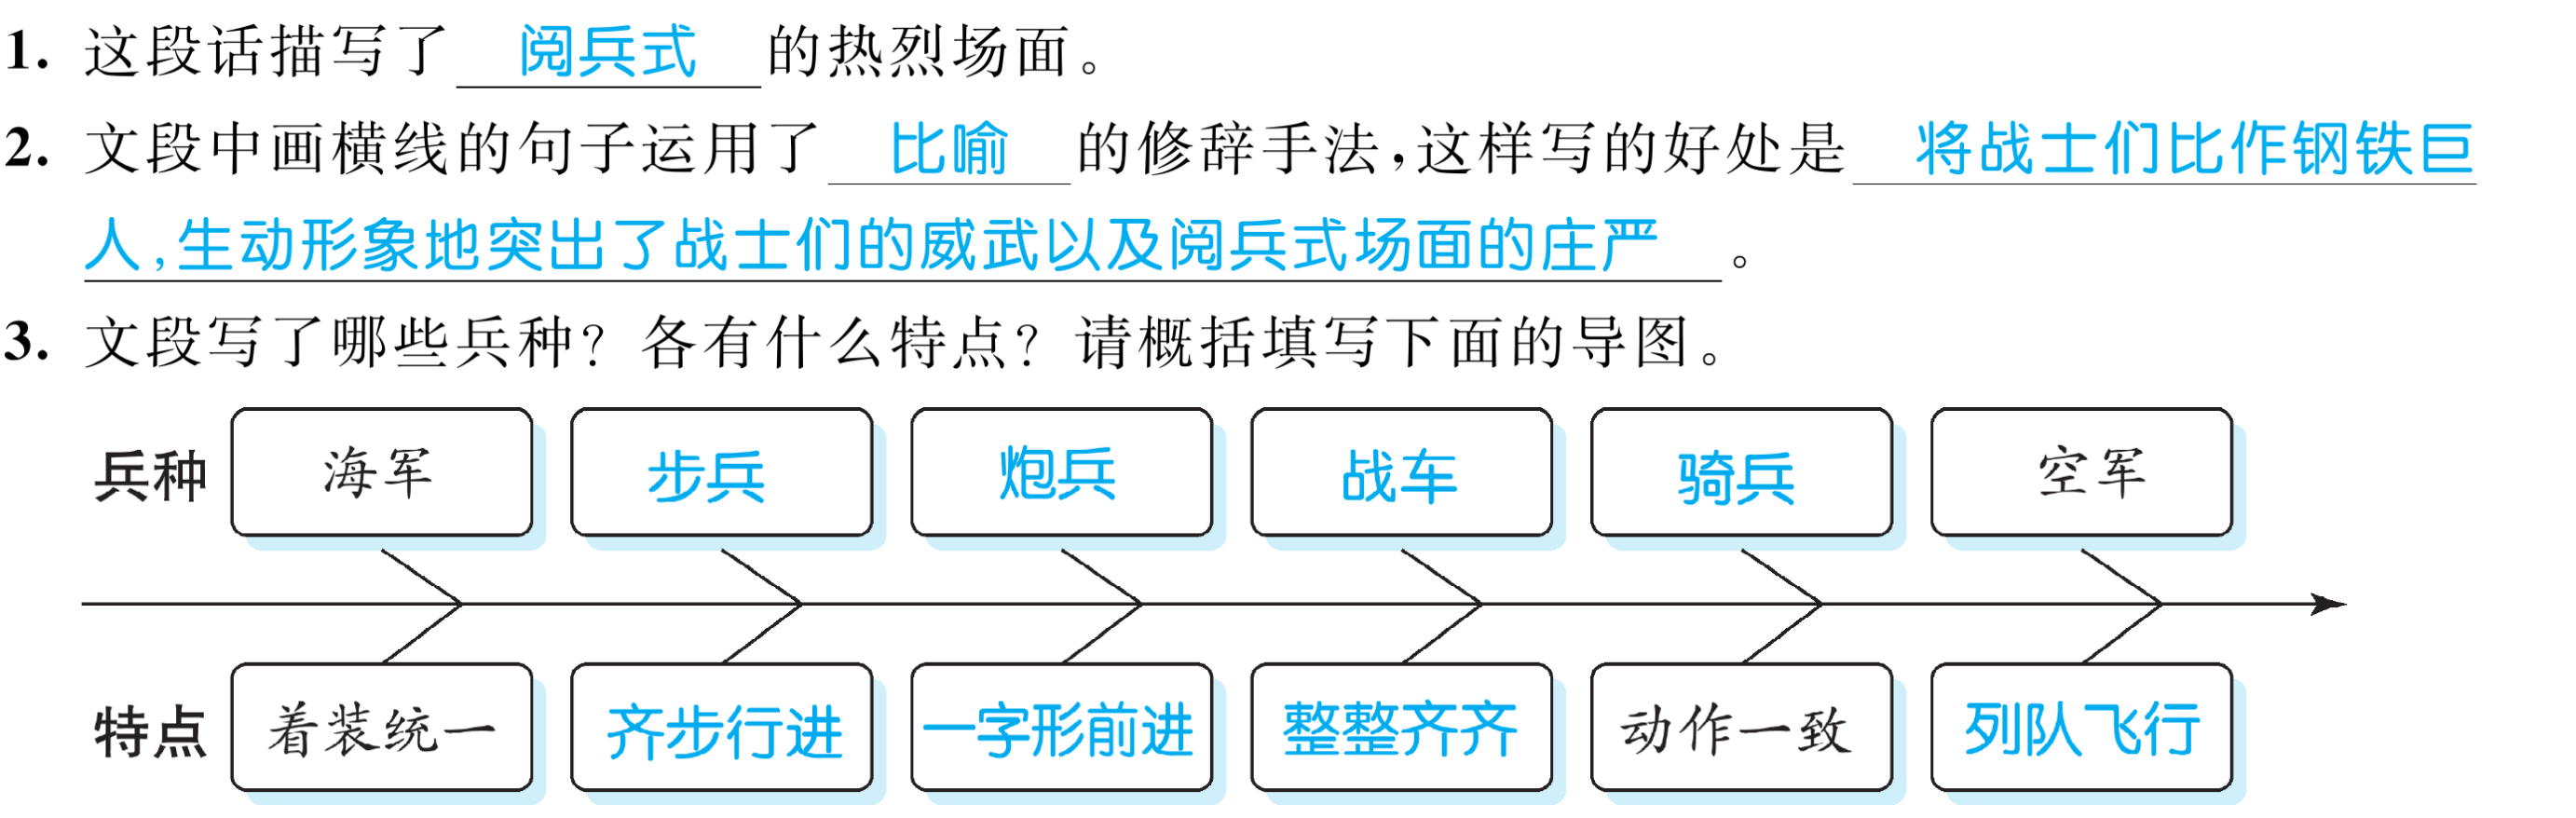 1. 这段话描写了 阅兵式 的热烈场面。
2. 文段中画横线的句子运用了 比喻 的修辞手法,这样写的好处是 将战士们比作钢铁巨
人,生动形象地突出了战士们的威武以及阅兵式场面的庄严 。
3. 文段写了哪些兵种? 各有什么特点? 请概括填写下面的导图。
兵种 海军 步兵 炮兵 战车 骑兵 空军
特点 着装统一 齐步行进 一字形前进 整整齐齐 动作一致 列队飞行